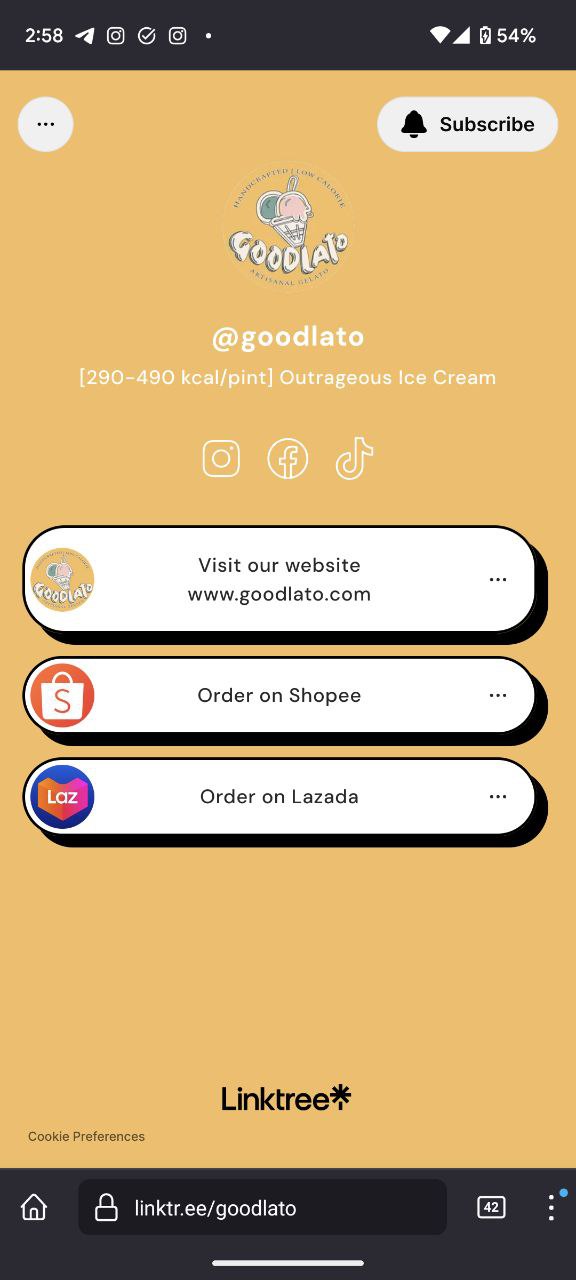 2:58
54%
Subscribe
HANDCRAFTED | LOW CALORIE
GOODLATO
ARTISANAL GELATO
@goodlato
[290-490 kcal/pint] Outrageous Ice Cream
GOODLATO
Visit our website
www.goodlato.com
S
Order on Shopee
Laz
Order on Lazada
Linktree
Cookie Preferences
linktr.ee/goodlato
42